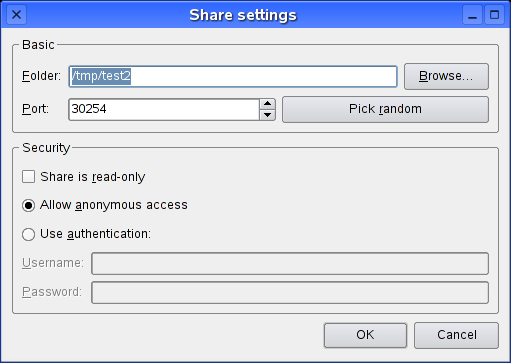 Share settings
Basic
Folder: /tmp/test2 Browse...
Port: 30254 Pick random
Security
Share is read-only
Allow anonymous access
Use authentication:
Username:
Password:
OK Cancel